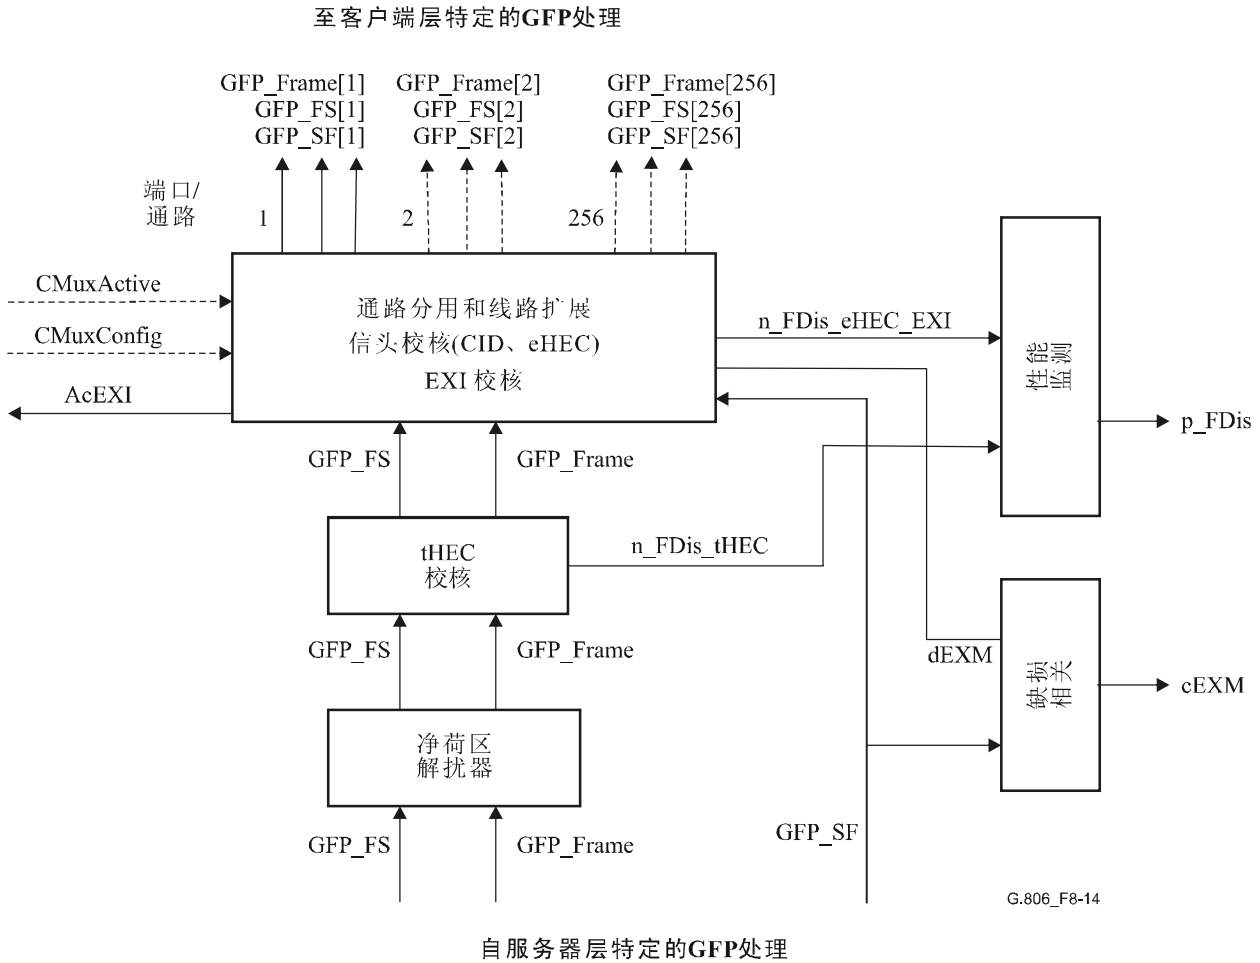 至客户端层特定的GFP处理
GFP_Frame[1]
GFP_FS[1]
GFP_SF[1]
GFP_Frame[2]
GFP_FS[2]
GFP_SF[2]
GFP_Frame[256]
GFP_FS[256]
GFP_SF[256]
端口/
通路
1
2
256
CMuxActive
CMuxConfig
AcEXI
通路分用和线路扩展
信头校核(CID、eHEC)
EXI 校核
n_FDis_eHEC_EXI
性能
监测
p_FDis
GFP_FS
GFP_Frame
tHEC
校核
n_FDis_tHEC
GFP_FS
GFP_Frame
dEXM
缺损
相关
cEXM
净荷区
解扰器
GFP_FS
GFP_Frame
GFP_SF
G.806_F8-14
自服务器层特定的GFP处理